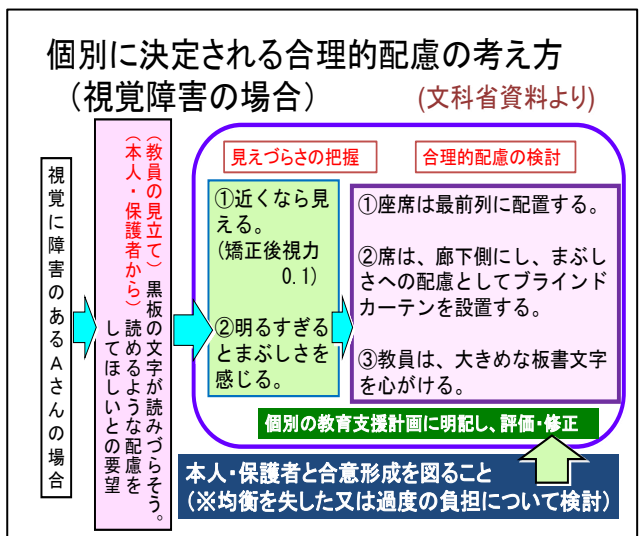 個別に決定される合理的配慮の考え方
（視覚障害の場合）
(文科省資料より)
視覚に障害のあるAさんの場合
（教員の見立て）黒板の文字が読みづらそう。
（本人・保護者から）読めるような配慮を
してほしいとの要望
見えづらさの把握
①近くなら見
える。
(矯正後視力
0.1)
②明るすぎる
とまぶしさを
感じる。
合理的配慮の検討
①座席は最前列に配置する。
②席は、廊下側にし、まぶし
さへの配慮としてブラインド
カーテンを設置する。
③教員は、大きめな板書文字
を心がける。
個別の教育支援計画に明記し、評価・修正
本人・保護者と合意形成を図ること
（※均衡を失した又は過度の負担について検討）